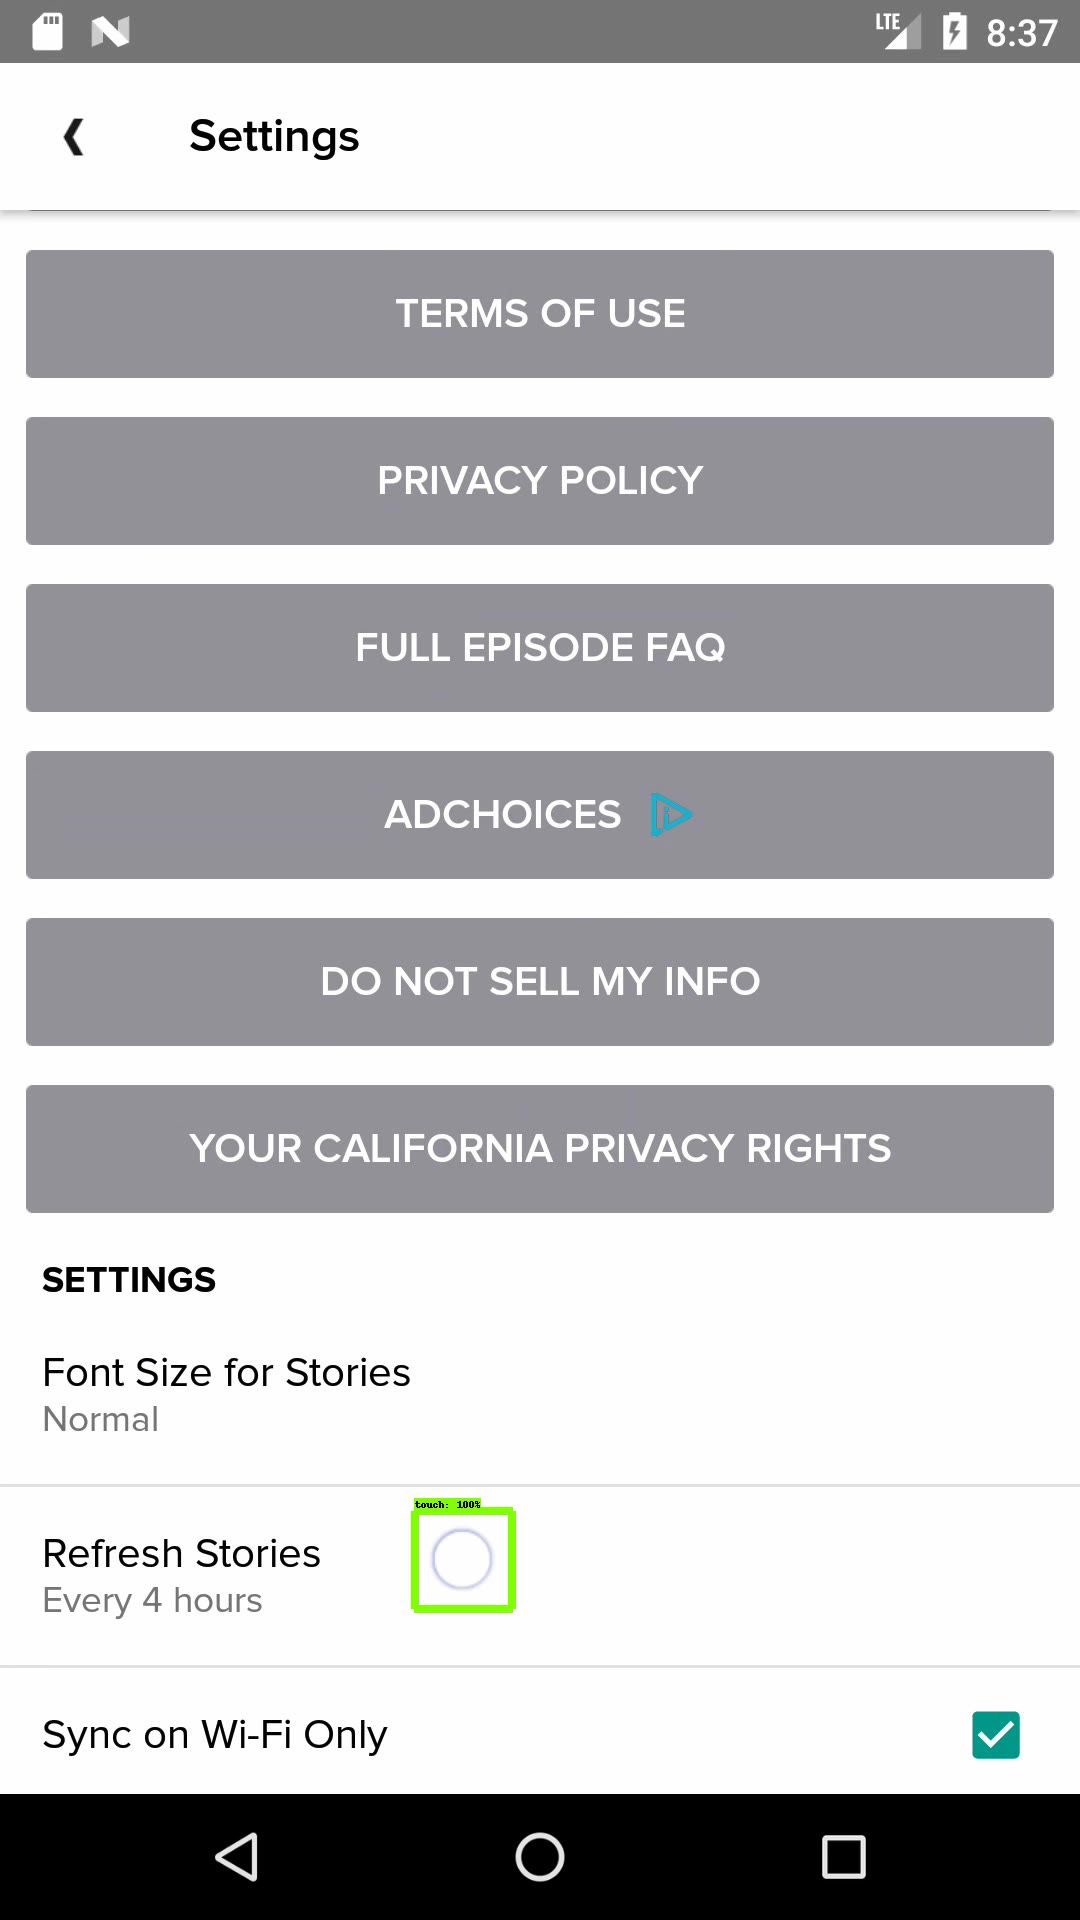 LTE 8:37
Settings
TERMS OF USE
PRIVACY POLICY
FULL EPISODE FAQ
ADCHOICES
DO NOT SELL MY INFO
YOUR CALIFORNIA PRIVACY RIGHTS
SETTINGS
Font Size for Stories
Normal
touch: 100%
Refresh Stories
Every 4 hours
Sync on Wi-Fi Only